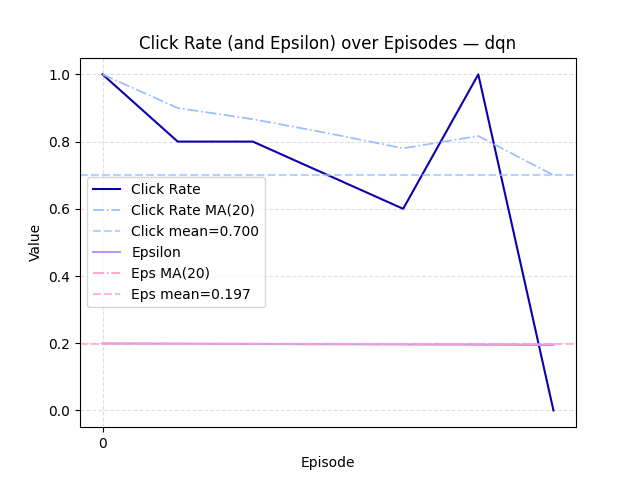 Click Rate (and Epsilon) over Episodes — dqn
Value
1.0
0.8
0.6
0.4
0.2
0.0
Click Rate
Click Rate MA(20)
Click mean=0.700
Epsilon
Eps MA(20)
Eps mean=0.197
0
Episode